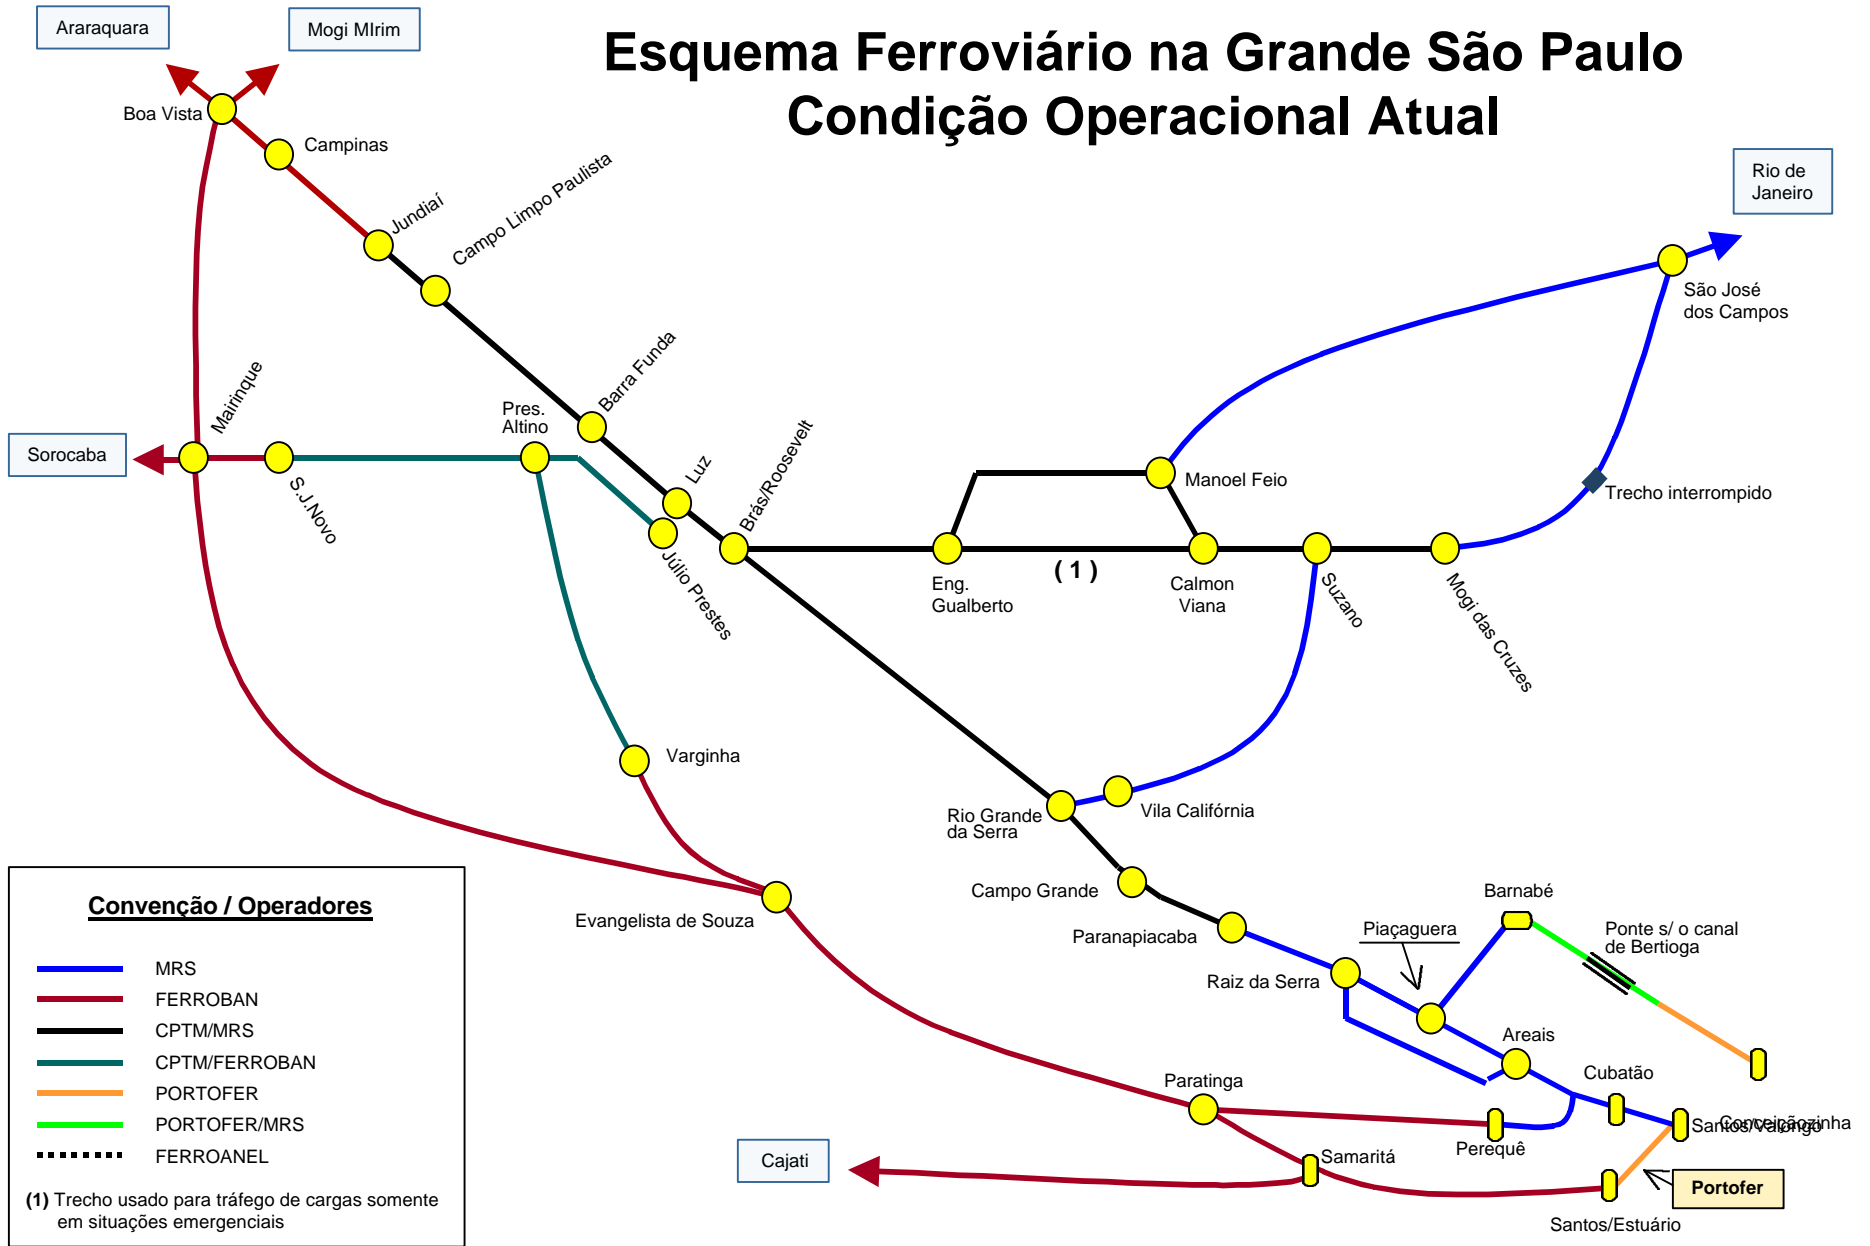 Esquema Ferroviário na Grande São Paulo
Condição Operacional Atual
Araraquara
Mogi MIrim
Boa Vista
Campinas
Jundiaí
Campo Limpo Paulista
Rio de
Janeiro
São José
dos Campos
Barra Funda
Mairinque
Pres.
Altino
Sorocaba
S.J.Novo
Luz
Brás/Roosevelt
Júlio Prestes
Manoel Feio
Trecho interrompido
Eng.
Gualberto
( 1 )
Calmon
Viana
Suzano
Mogi das Cruzes
Varginha
Rio Grande
da Serra
Vila Califórnia
Campo Grande
Evangelista de Souza
Paranapiacaba
Barnabé
Piaçaguera
Ponte s/ o canal
de Bertioga
Raiz da Serra
Areais
Cubatão
Paratinga
Santos/Valongo
Conceiçãozinha
Perequê
Samaritá
Cajati
Portofer
Santos/Estuário
Convenção / Operadores
MRS
FERROBAN
CPTM/MRS
CPTM/FERROBAN
PORTOFER
PORTOFER/MRS
FERROANEL
(1) Trecho usado para tráfego de cargas somente
em situações emergenciais